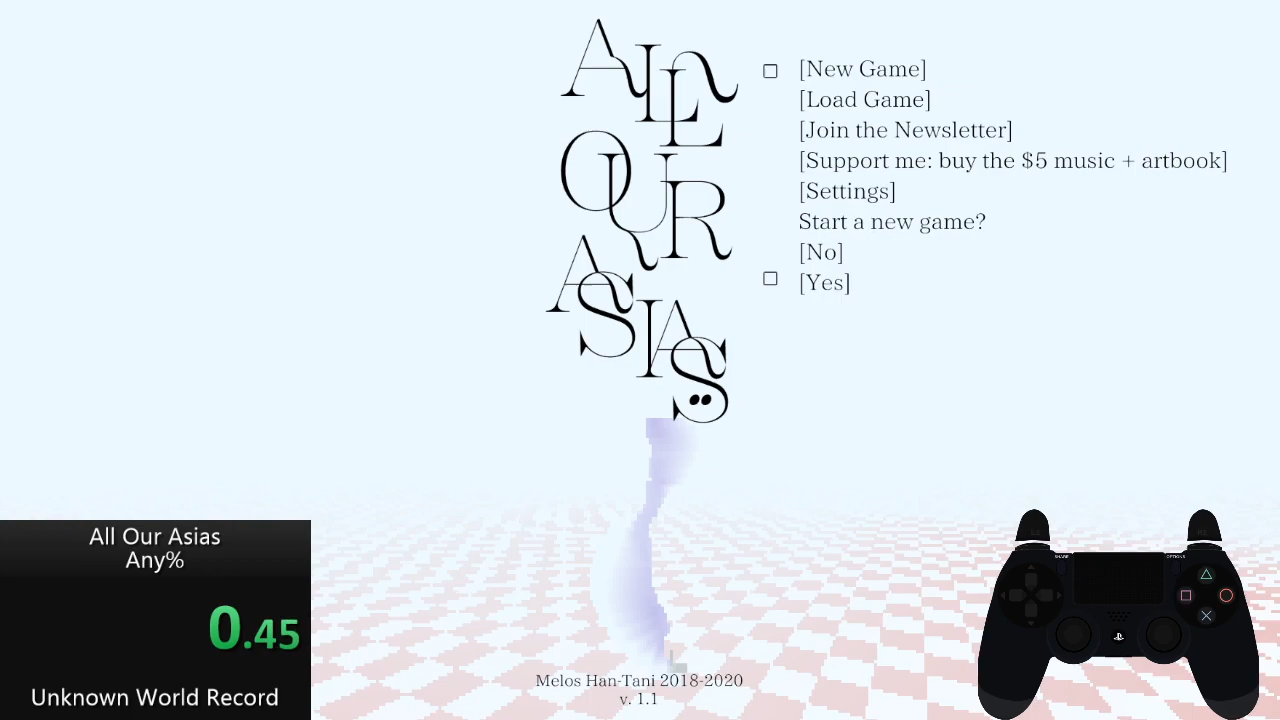 ALL
OUR
ASIAS
[New Game]
[Load Game]
[Join the Newsletter]
[Support me: buy the $5 music + artbook]
[Settings]
Start a new game?
[No]
[Yes]
All Our Asias
Any%
0.45
Unknown World Record
Melos Han-Tani 2018-2020
v. 1.1
SHARE
OPTIONS